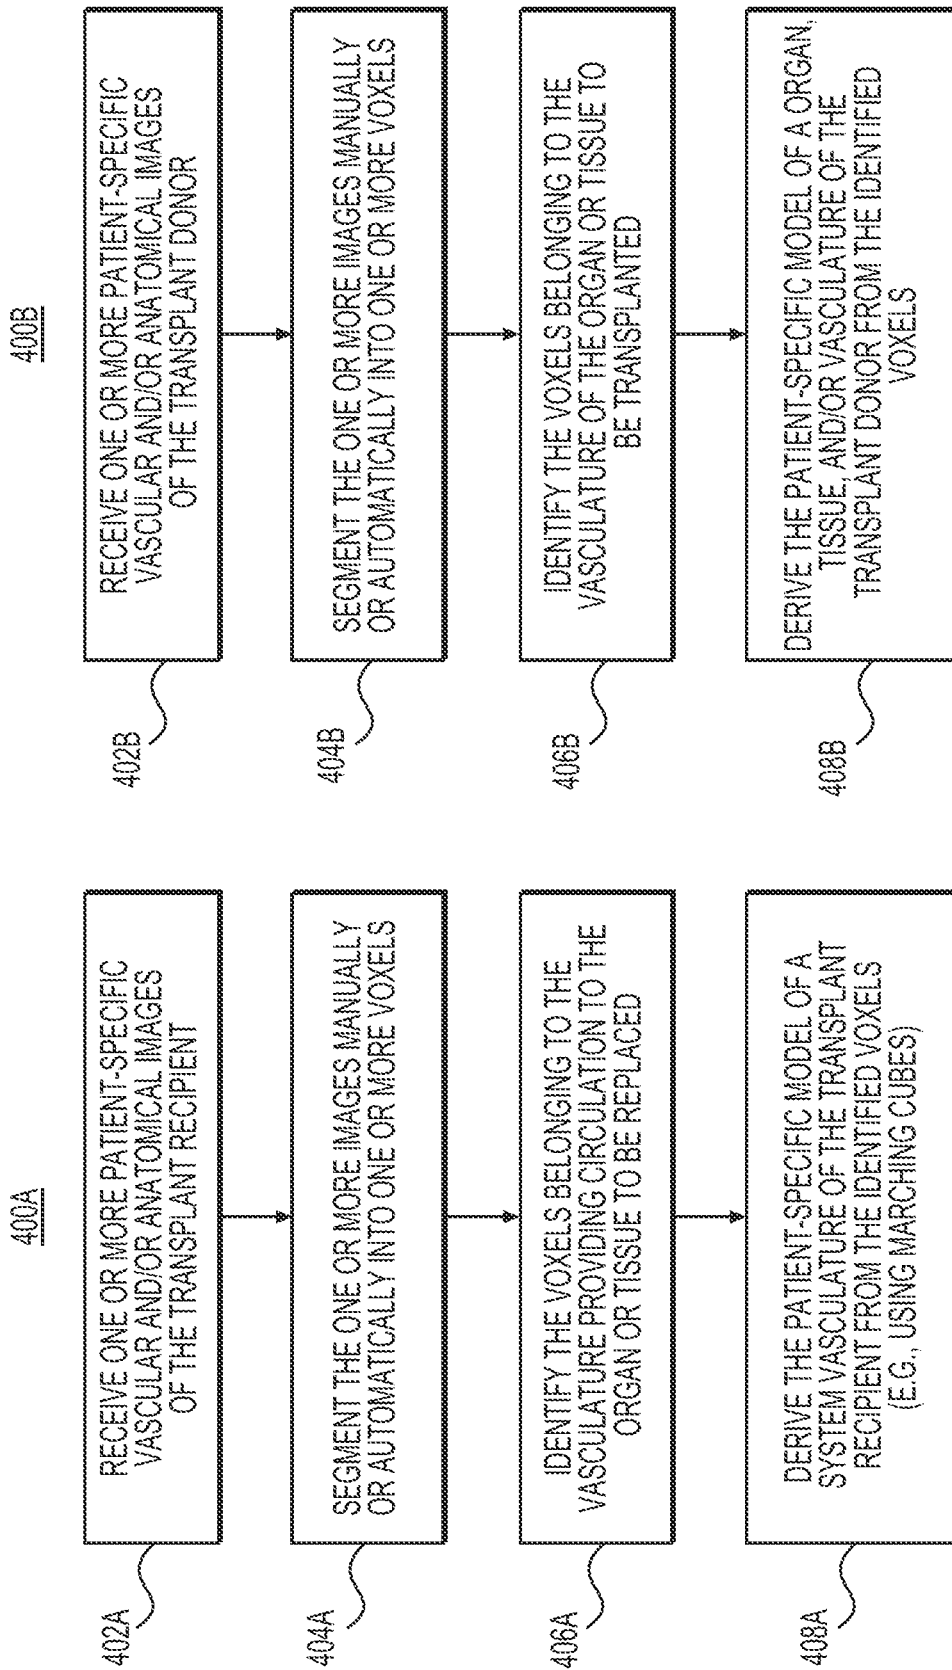 400A
402A
RECEIVE ONE OR MORE PATIENT-SPECIFIC
VASCULAR AND/OR ANATOMICAL IMAGES
OF THE TRANSPLANT RECIPIENT
404A
SEGMENT THE ONE OR MORE IMAGES MANUALLY
OR AUTOMATICALLY INTO ONE OR MORE VOXELS
406A
IDENTIFY THE VOXELS BELONGING TO THE
VASCULATURE PROVIDING CIRCULATION TO THE
ORGAN OR TISSUE TO BE REPLACED
408A
DERIVE THE PATIENT-SPECIFIC MODEL OF A
SYSTEM VASCULATURE OF THE TRANSPLANT
RECIPIENT FROM THE IDENTIFIED VOXELS
(E.G., USING MARCHING CUBES)
400B
402B
RECEIVE ONE OR MORE PATIENT-SPECIFIC
VASCULAR AND/OR ANATOMICAL IMAGES
OF THE TRANSPLANT DONOR
404B
SEGMENT THE ONE OR MORE IMAGES MANUALLY
OR AUTOMATICALLY INTO ONE OR MORE VOXELS
406B
IDENTIFY THE VOXELS BELONGING TO THE
VASCULATURE OF THE ORGAN OR TISSUE TO
BE TRANSPLANTED
408B
DERIVE THE PATIENT-SPECIFIC MODEL OF A ORGAN,
TISSUE, AND/OR VASCULATURE OF THE
TRANSPLANT DONOR FROM THE IDENTIFIED
VOXELS